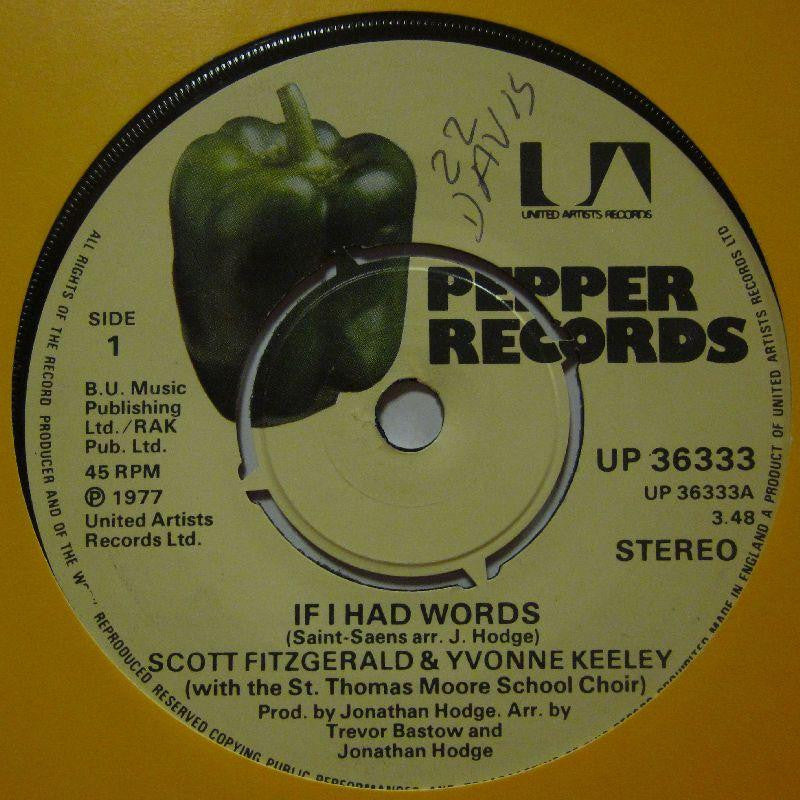 22
DAVIS
UA
UNITED ARTISTS RECORDS
PEPPER
RECORDS
SIDE
1
B.U. Music
Publishing
Ltd./RAK
Pub. Ltd.
45 RPM
Ⓟ 1977
United Artists
Records Ltd.
UP 36333
UP 36333A
3.48
STEREO
IF I HAD WORDS
(Saint-Saens arr. J. Hodge)
SCOTT FITZGERALD & YVONNE KEELEY
(with the St. Thomas Moore School Choir)
Prod. by Jonathan Hodge. Arr. by
Trevor Bastow and
Jonathan Hodge
ALL RIGHTS OF THE RECORD PRODUCER AND OF THE REPRODUCED RESERVED COPYING, PUBLIC PERFORMANCE AND
MADE IN ENGLAND A PRODUCT OF UNITED ARTISTS RECORDS LTD